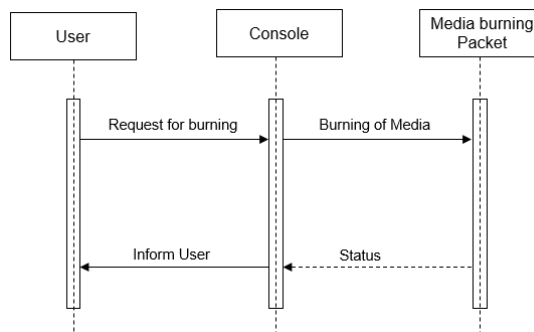 User
Console
Media burning
Packet
Request for burning
Burning of Media
Inform User
Status